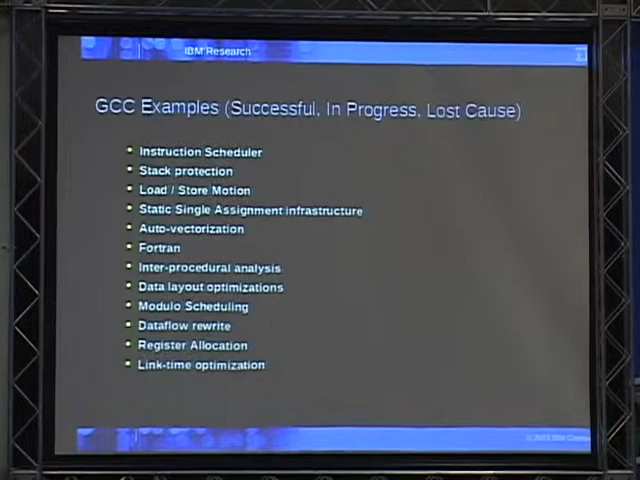 IBM Research
GCC Examples (Successful, In Progress, Lost Cause)
Instruction Scheduler
Stack protection
Load / Store Motion
Static Single Assignment infrastructure
Auto-vectorization
Fortran
Inter-procedural analysis
Data layout optimizations
Modulo Scheduling
Dataflow rewrite
Register Allocation
Link-time optimization